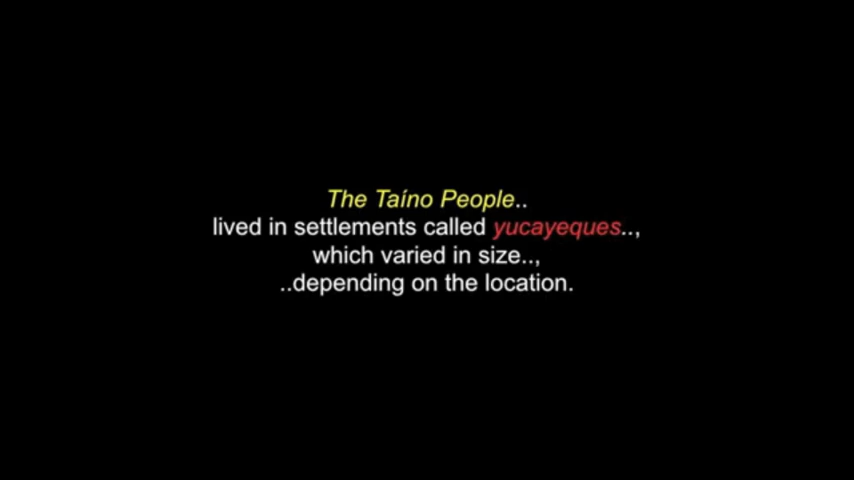 The Taíno People..
lived in settlements called yucayeques..,
which varied in size..,
..depending on the location.